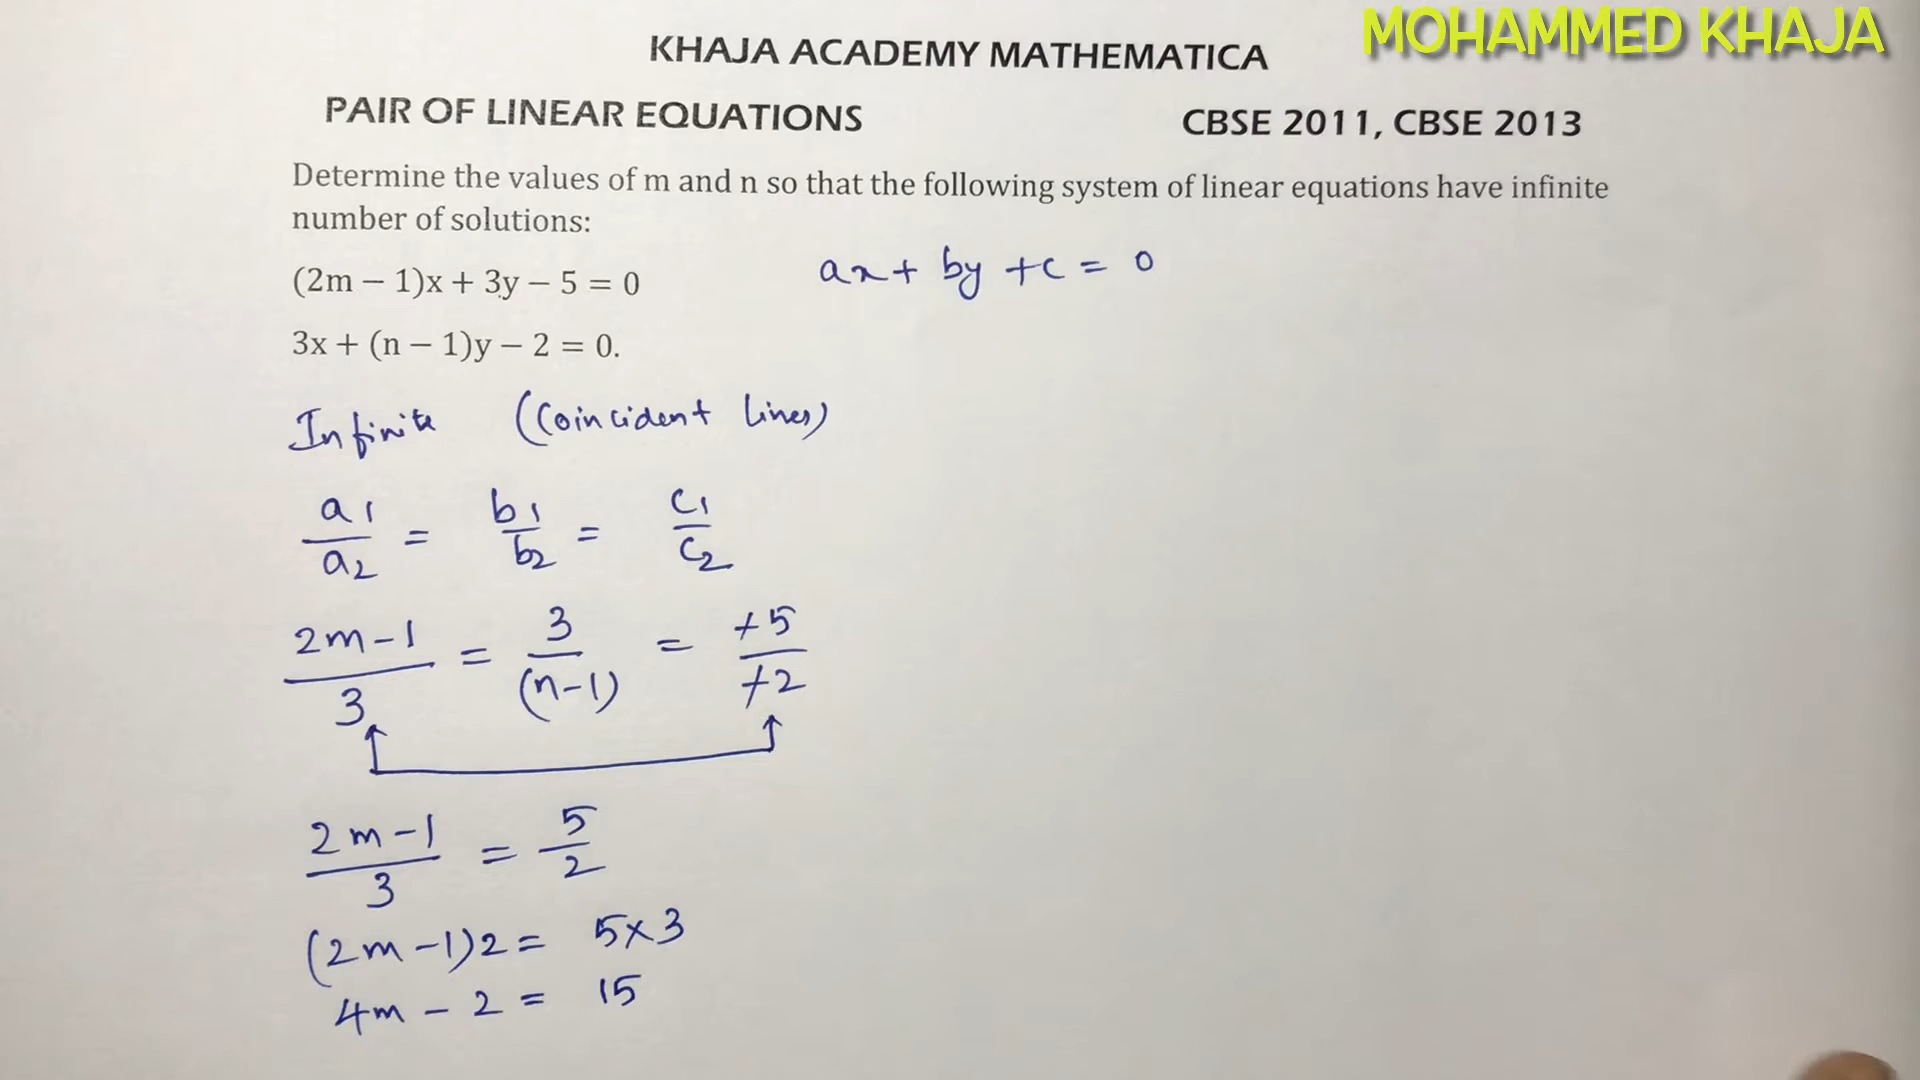 MOHAMMED KHAJA
KHAJA ACADEMY MATHEMATICA
PAIR OF LINEAR EQUATIONS CBSE 2011, CBSE 2013
Determine the values of m and n so that the following system of linear equations have infinite
number of solutions:
(2m − 1)x + 3y − 5 = 0 ax + by + c = 0
3x + (n − 1)y − 2 = 0.
Infinite (Coincident lines)
a1/a2 = b1/b2 = c1/c2
2m-1/3 = 3/(n-1) = +5/+2
2m-1/3 = 5/2
(2m-1)2 = 5×3
4m - 2 = 15